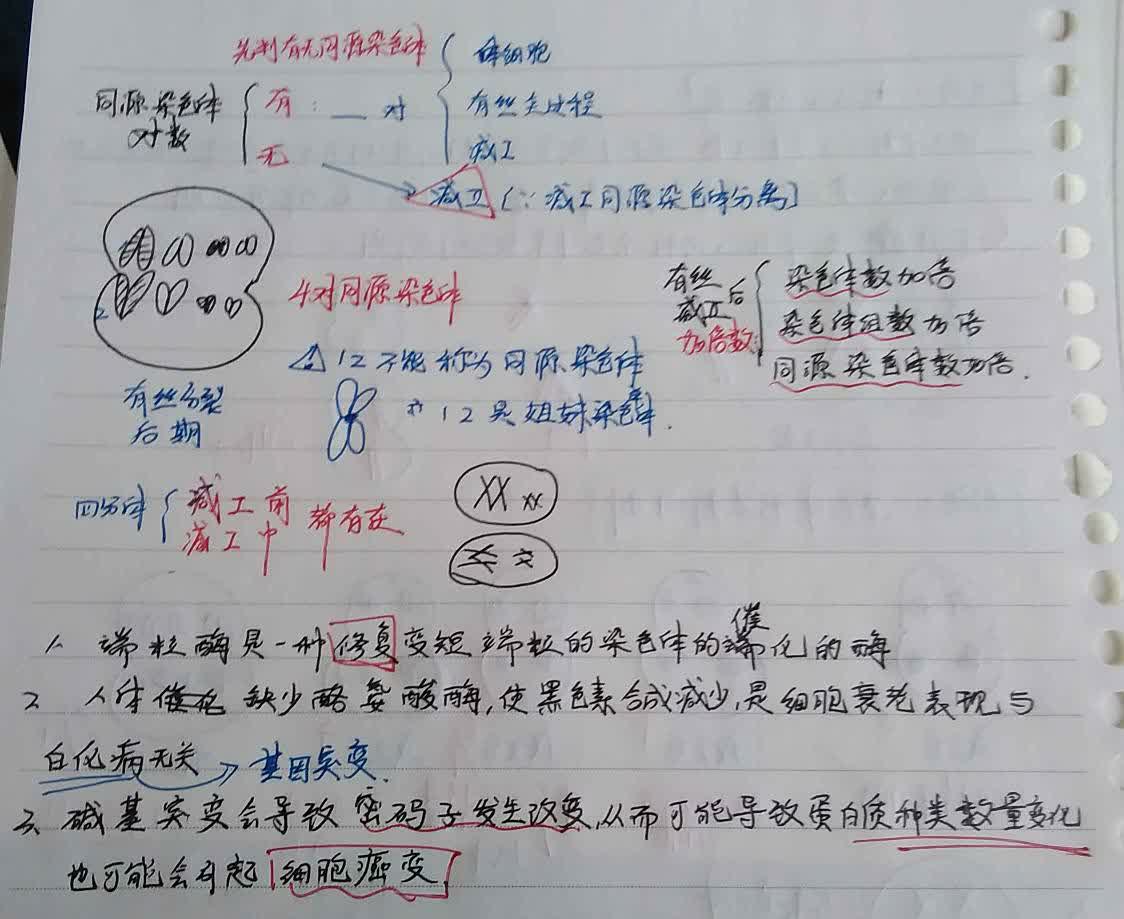 先判有无同源染色体
体细胞
同源染色体 有: — 对 有丝全过程
对数
无 减I
减II (∵减I同源染色体分离)
4对同源染色体
有丝
减II后
加倍数
染色体数加倍
染色体组数加倍
同源染色体数加倍.
1 2不能称为同源染色体
有丝分裂
后期
∵ 1 2是姐妹染色体.
四分体 减I前 都存在
减I中
1、端粒酶是一种修复变短端粒的染色体的催化的酶
2 人体 缺少酪氨酸酶,使黑色素合成减少,是细胞衰老表现与
白化病无关 → 基因突变.
3、碱基突变会导致密码子发生改变,从而可能导致蛋白质种类数量变化
也可能会引起细胞癌变.